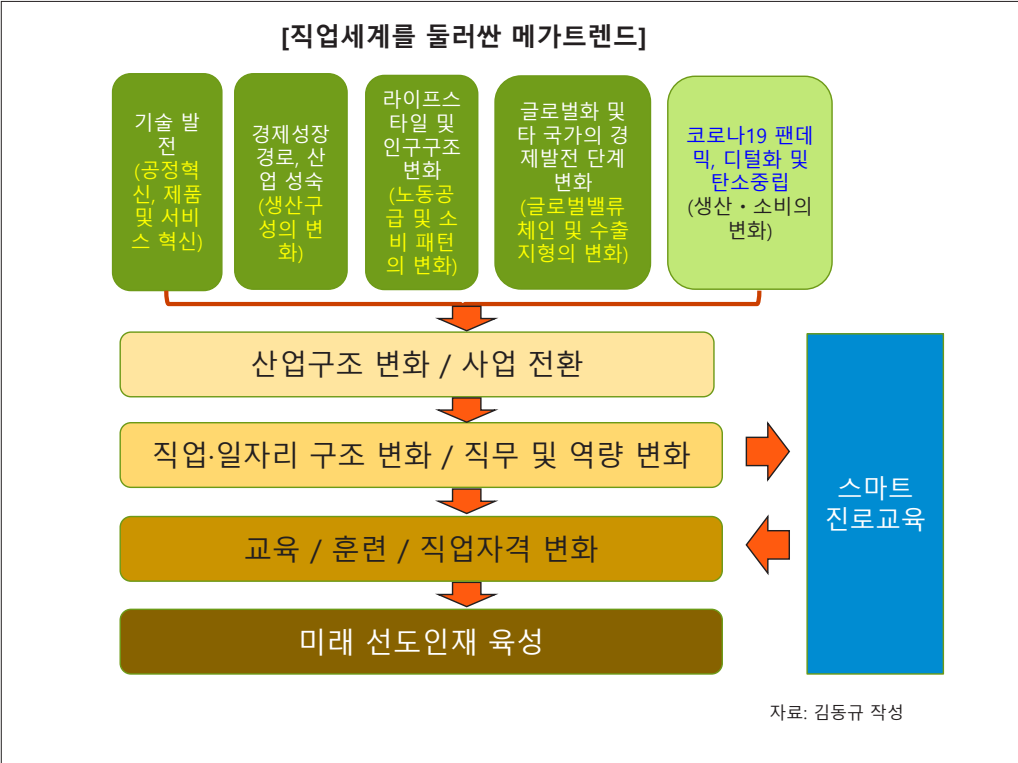 [직업세계를 둘러싼 메가트렌드]
기술 발
전
(공정혁
신, 제품
및 서비
스 혁신)
경제성장
경로, 산
업 성숙
(생산구
성의 변
화)
라이프스
타일 및
인구구조
변화
(노동공
급 및 소
비 패턴
의 변화)
글로벌화 및
타 국가의 경
제발전 단계
변화
(글로벌밸류
체인 및 수출
지형의 변화)
코로나19 팬데
믹, 디털화 및
탄소중립
(생산・소비의
변화)
산업구조 변화 / 사업 전환
직업·일자리 구조 변화 / 직무 및 역량 변화
교육 / 훈련 / 직업자격 변화
미래 선도인재 육성
스마트
진로교육
자료: 김동규 작성